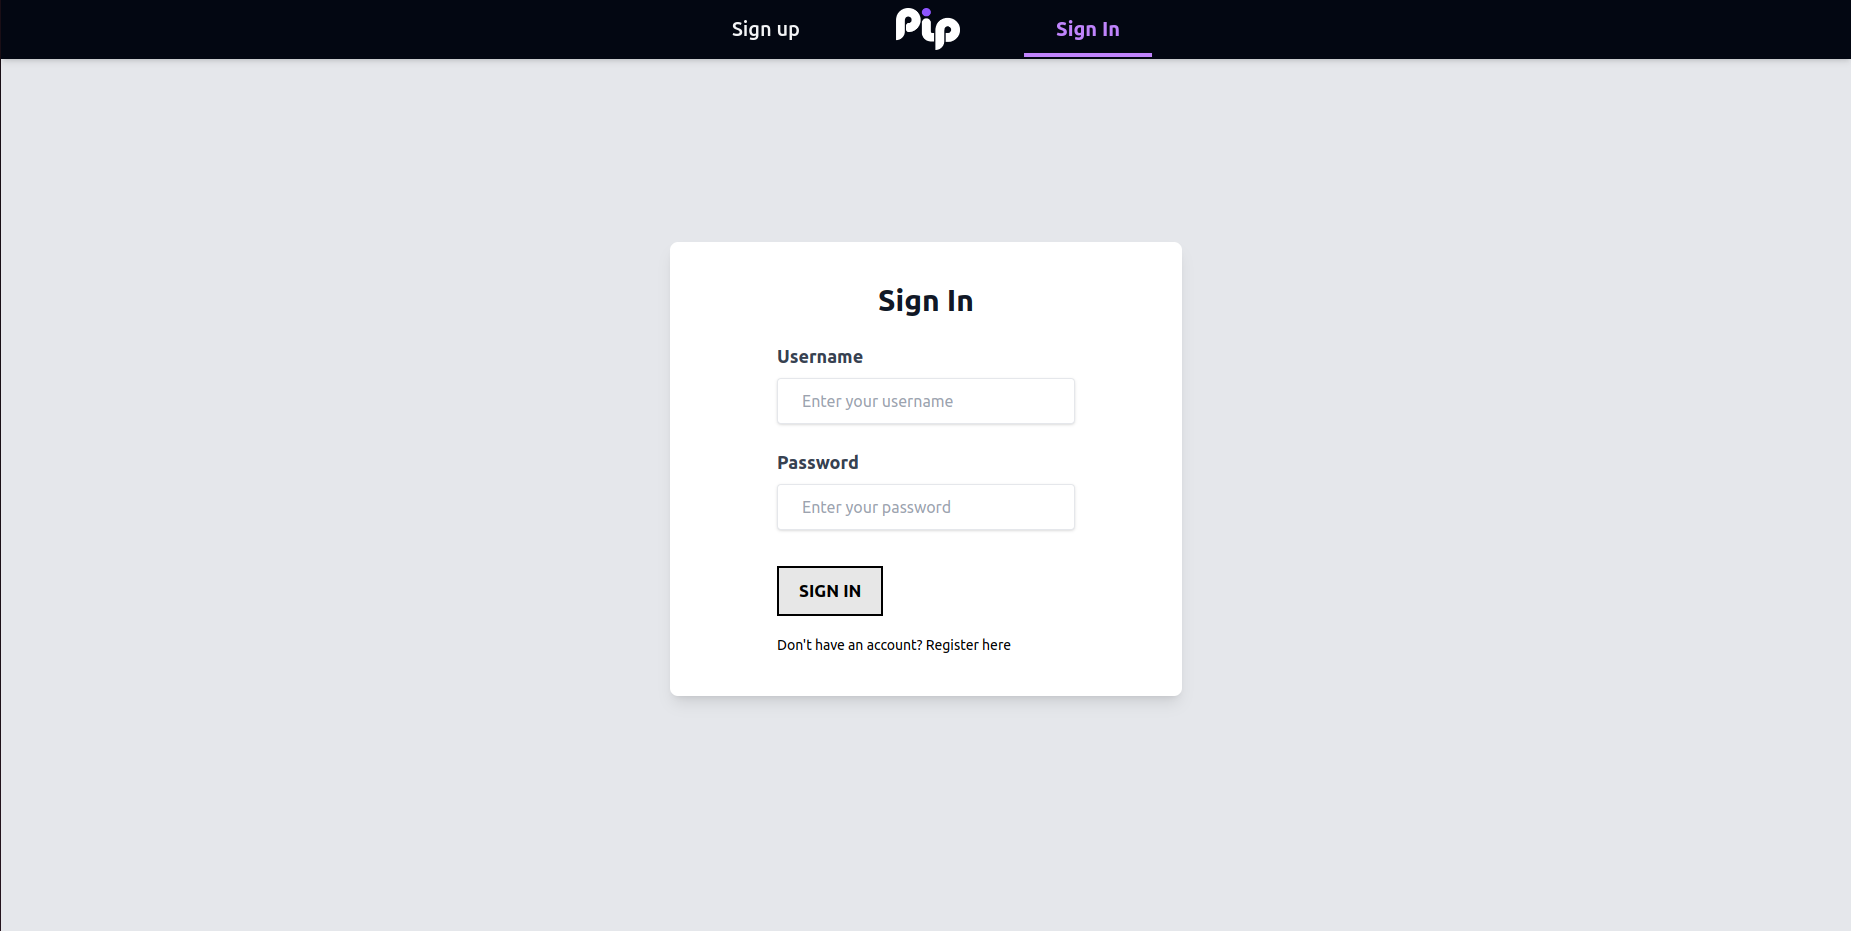 Sign up
Pip
Sign In
Sign In
Username
Enter your username
Password
Enter your password
SIGN IN
Don't have an account? Register here